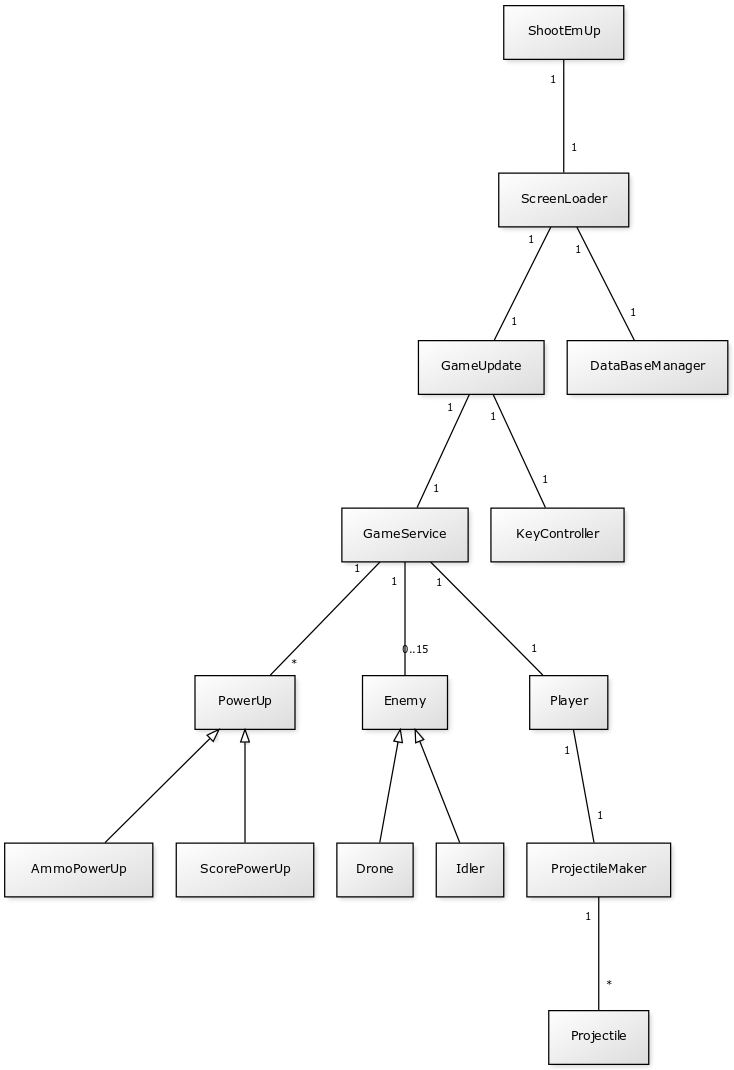 ShootEmUp
1
1
ScreenLoader
1
1
1
1
GameUpdate
DataBaseManager
1
1
1
1
GameService
KeyController
1
1
1
*
0..15
1
PowerUp
Enemy
Player
1
1
AmmoPowerUp
ScorePowerUp
Drone
Idler
ProjectileMaker
1
*
Projectile